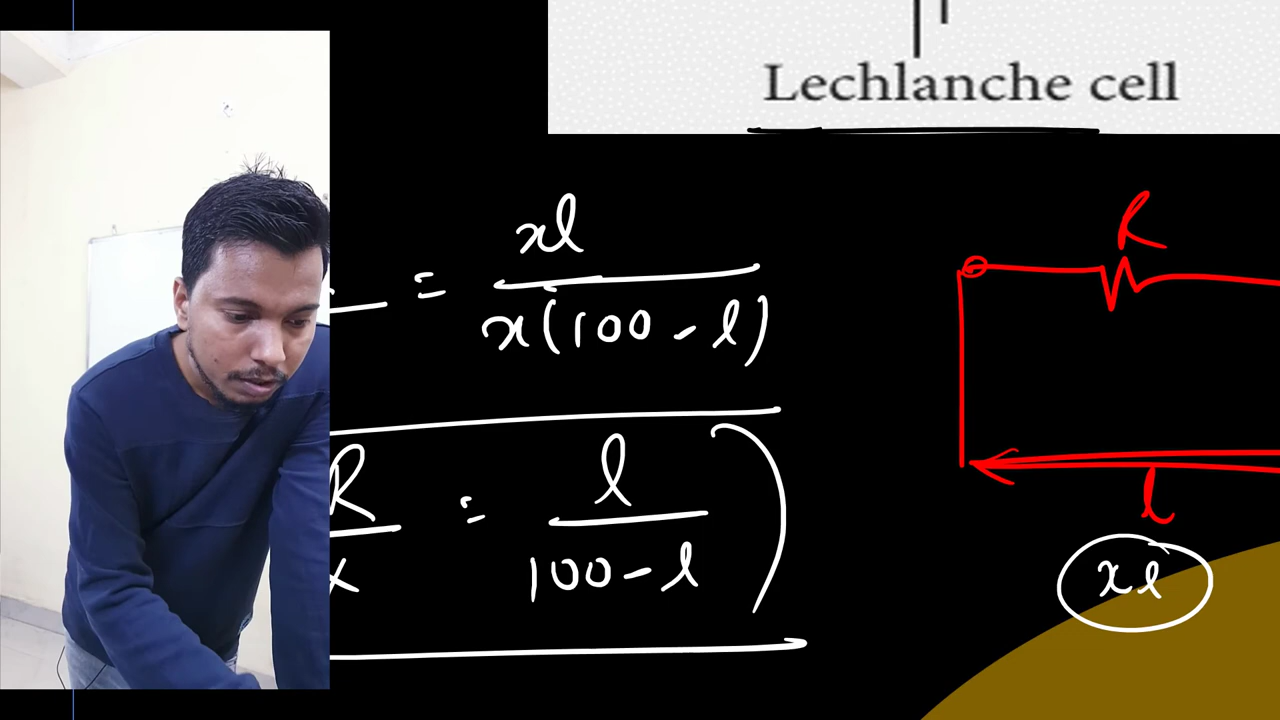 Lechlanche cell
= xl / x(100 - l)
R / x = l / 100 - l
R
l
xl